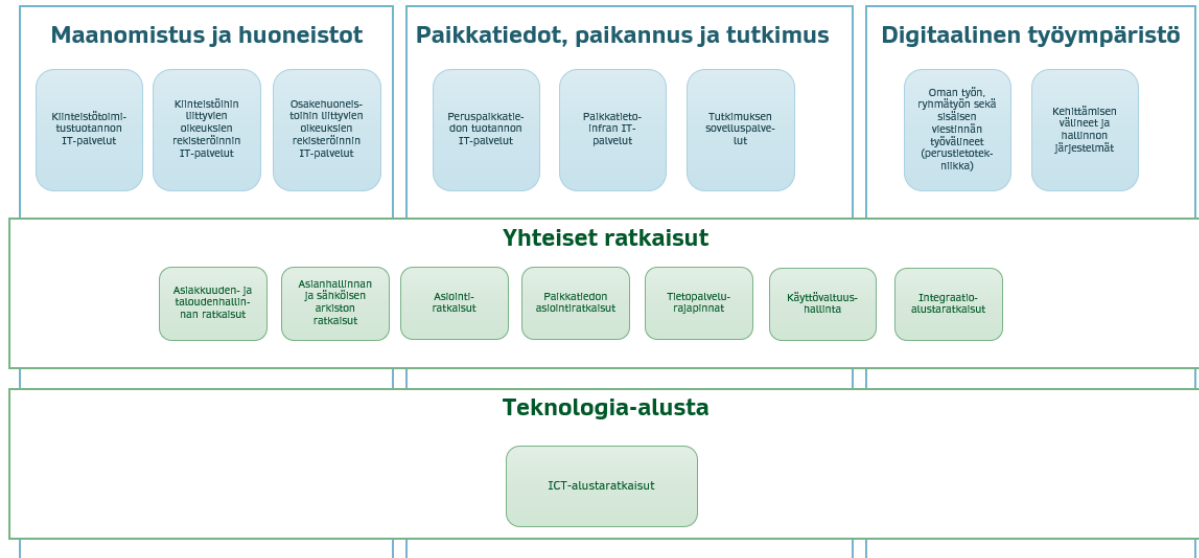 Maanomistus ja huoneistot
Kiinteistötoimi-
tustuotannon
IT-palvelut
Kiinteistöihin
liittyvien
oikeuksien
rekisteröinnin
IT-palvelut
Osakehuoneis-
toihin liittyvien
oikeuksien
rekisteröinnin
IT-palvelut
Paikkatiedot, paikannus ja tutkimus
Peruspaikkatie-
don tuotannon
IT-palvelut
Paikkatieto-
infran IT-
palvelut
Tutkimuksen
sovelluspalve-
lut
Digitaalinen työympäristö
Oman työn,
ryhmätyön sekä
sisäisen
viestinnän
työvälineet
(perustietotek-
niikka)
Kehittämisen
välineet ja
hallinnon
järjestelmät
Yhteiset ratkaisut
Asiakkuuden- ja
taloudenhallin-
nan ratkaisut
Asianhallinnan
ja sähköisen
arkiston
ratkaisut
Asiointi-
ratkaisut
Paikkatiedon
asiointiratkaisut
Tietopalvelu-
rajapinnat
Käyttövaltuus-
hallinta
Integraatio-
alustaratkaisut
Teknologia-alusta
ICT-alustaratkaisut